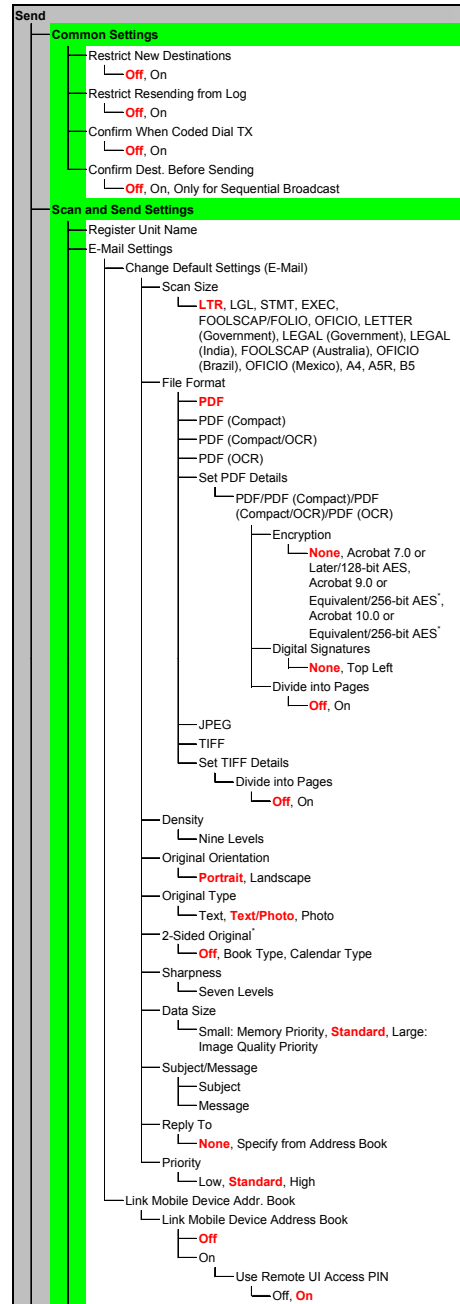 Send
Common Settings
Restrict New Destinations
Off, On
Restrict Resending from Log
Off, On
Confirm When Coded Dial TX
Off, On
Confirm Dest. Before Sending
Off, On, Only for Sequential Broadcast
Scan and Send Settings
Register Unit Name
E-Mail Settings
Change Default Settings (E-Mail)
Scan Size
LTR, LGL, STMT, EXEC,
FOOLSCAP/FOLIO, OFICIO, LETTER
(Government), LEGAL (Government), LEGAL
(India), FOOLSCAP (Australia), OFICIO
(Brazil), OFICIO (Mexico), A4, A5R, B5
File Format
PDF
PDF (Compact)
PDF (Compact/OCR)
PDF (OCR)
Set PDF Details
PDF/PDF (Compact)/PDF
(Compact/OCR)/PDF (OCR)
Encryption
None, Acrobat 7.0 or
Later/128-bit AES,
Acrobat 9.0 or
Equivalent/256-bit AES*,
Acrobat 10.0 or
Equivalent/256-bit AES*
Digital Signatures
None, Top Left
Divide into Pages
Off, On
JPEG
TIFF
Set TIFF Details
Divide into Pages
Off, On
Density
Nine Levels
Original Orientation
Portrait, Landscape
Original Type
Text, Text/Photo, Photo
2-Sided Original*
Off, Book Type, Calendar Type
Sharpness
Seven Levels
Data Size
Small: Memory Priority, Standard, Large:
Image Quality Priority
Subject/Message
Subject
Message
Reply To
None, Specify from Address Book
Priority
Low, Standard, High
Link Mobile Device Addr. Book
Link Mobile Device Address Book
Off
On
Use Remote UI Access PIN
Off, On